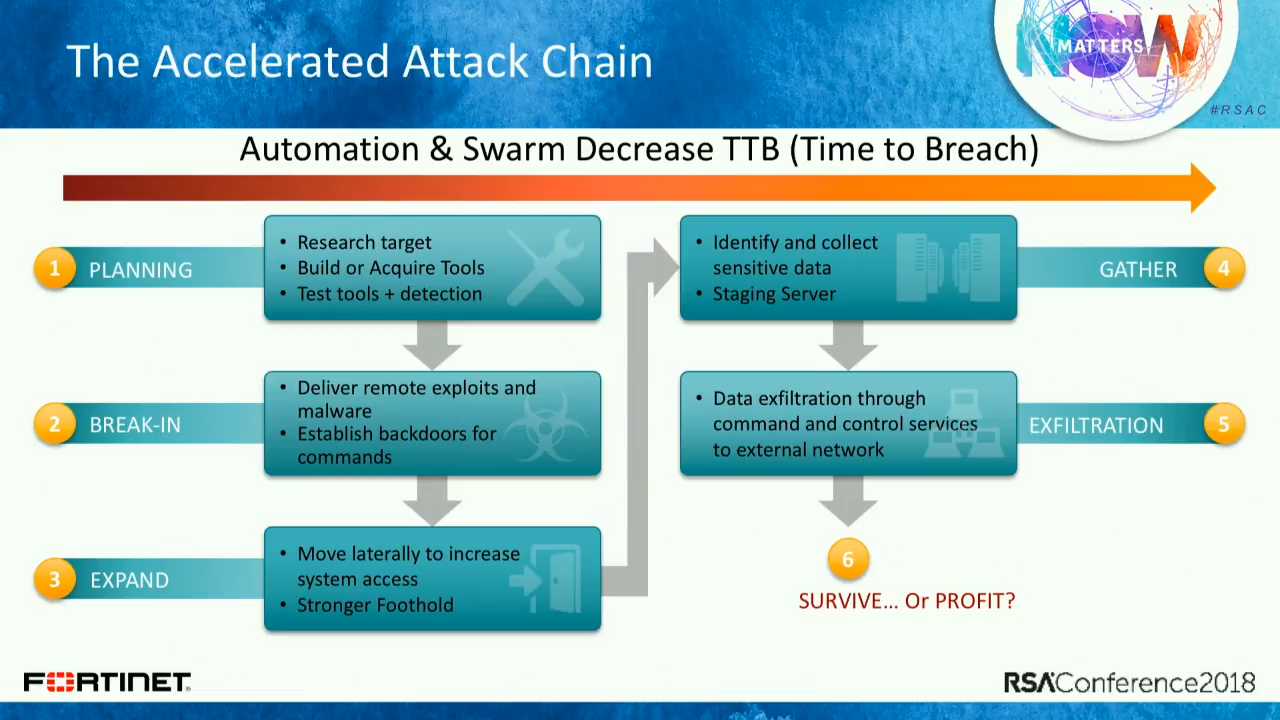 The Accelerated Attack Chain
NOW
MATTERS
#RSAC
Automation & Swarm Decrease TTB (Time to Breach)
1 PLANNING
• Research target
• Build or Acquire Tools
• Test tools + detection
2 BREAK-IN
• Deliver remote exploits and
malware
• Establish backdoors for
commands
3 EXPAND
• Move laterally to increase
system access
• Stronger Foothold
• Identify and collect
sensitive data
• Staging Server
GATHER 4
• Data exfiltration through
command and control services
to external network
EXFILTRATION 5
6
SURVIVE... Or PROFIT?
FORTINET
RSAConference2018